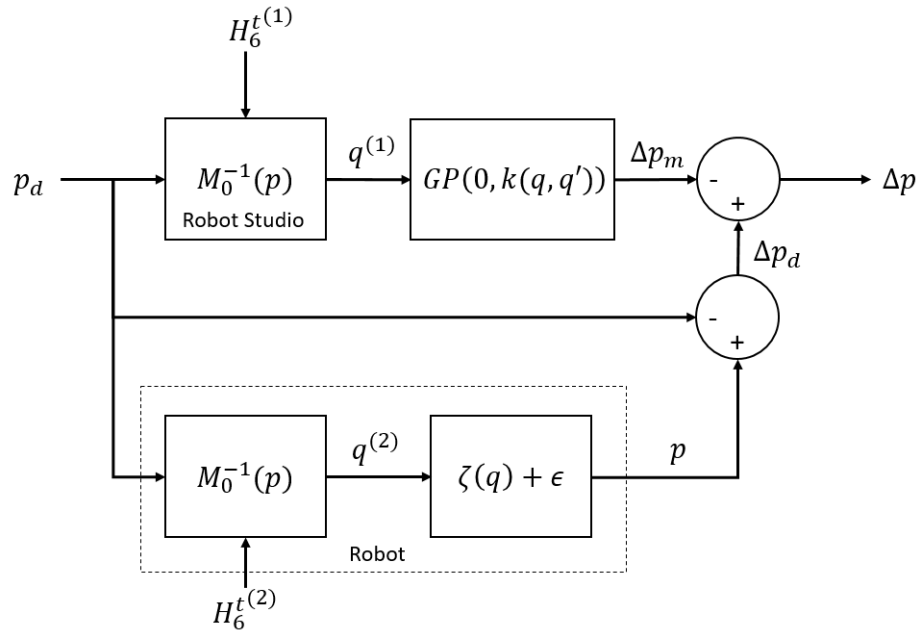 H_6^{t^{(1)}}
p_d
M_0^{-1}(p)
Robot Studio
q^{(1)}
GP(0, k(q, q'))
Δp_m
-
+
Δp
Δp_d
-
+
M_0^{-1}(p)
q^{(2)}
ζ(q) + ϵ
p
Robot
H_6^{t^{(2)}}